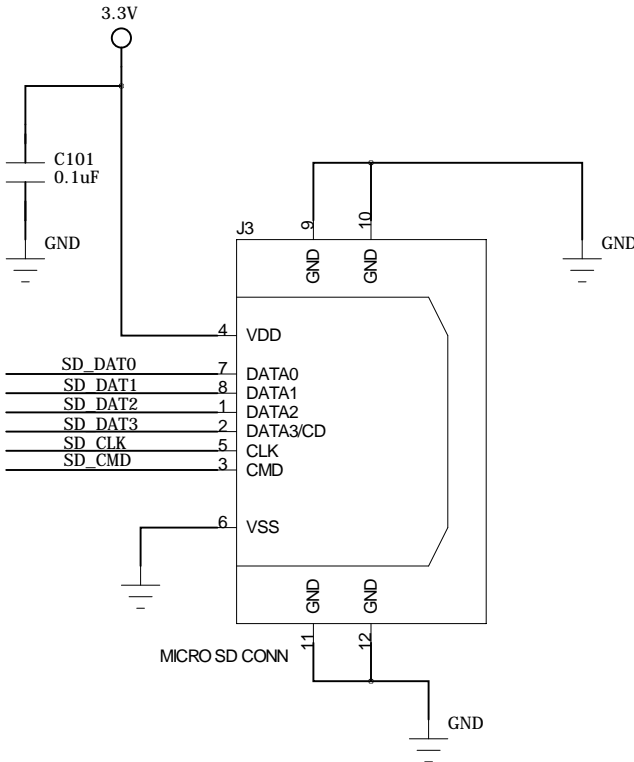 3.3V
C101
0.1uF
GND
J3
9
10
GND
GND
GND
4
VDD
SD_DAT0
7
DATA0
SD_DAT1
8
DATA1
SD_DAT2
1
DATA2
SD_DAT3
2
DATA3/CD
SD_CLK
5
CLK
SD_CMD
3
CMD
6
VSS
GND
GND
11
12
MICRO SD CONN
GND